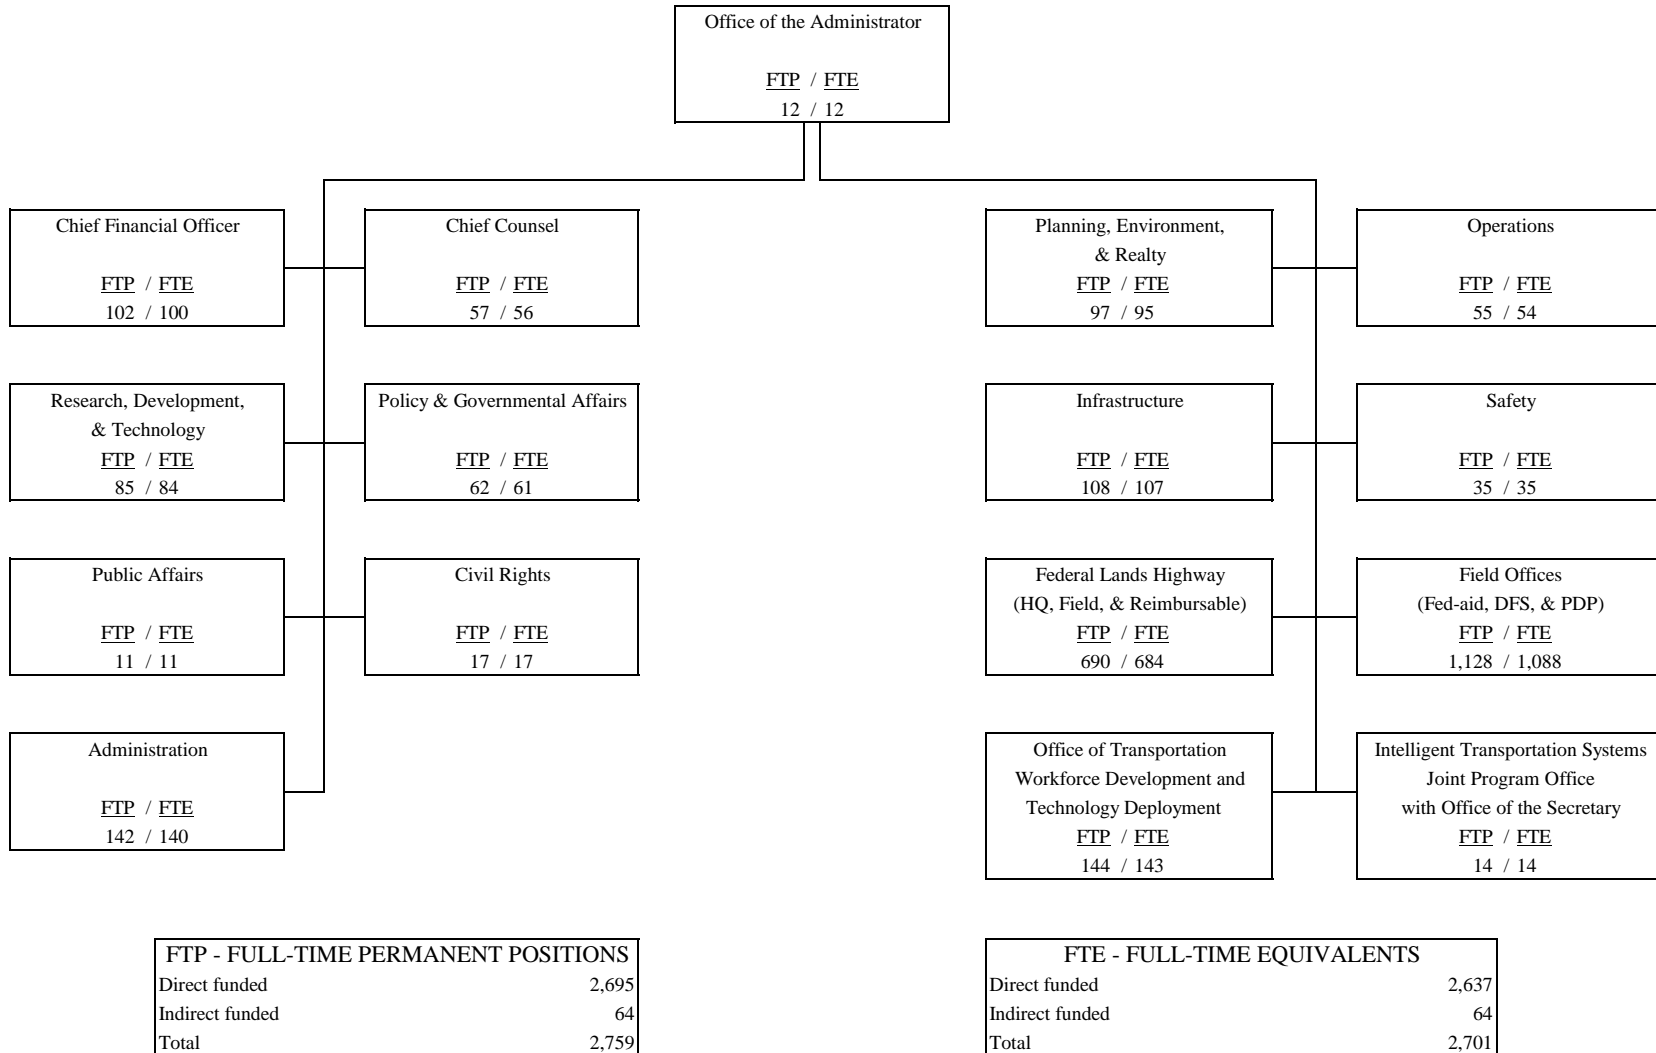 Office of the Administrator
FTP / FTE
12 / 12
Chief Financial Officer
FTP / FTE
102 / 100
Chief Counsel
FTP / FTE
57 / 56
Planning, Environment,
& Realty
FTP / FTE
97 / 95
Operations
FTP / FTE
55 / 54
Research, Development,
& Technology
FTP / FTE
85 / 84
Policy & Governmental Affairs
FTP / FTE
62 / 61
Infrastructure
FTP / FTE
108 / 107
Safety
FTP / FTE
35 / 35
Public Affairs
FTP / FTE
11 / 11
Civil Rights
FTP / FTE
17 / 17
Federal Lands Highway
(HQ, Field, & Reimbursable)
FTP / FTE
690 / 684
Field Offices
(Fed-aid, DFS, & PDP)
FTP / FTE
1,128 / 1,088
Administration
FTP / FTE
142 / 140
Office of Transportation
Workforce Development and
Technology Deployment
FTP / FTE
144 / 143
Intelligent Transportation Systems
Joint Program Office
with Office of the Secretary
FTP / FTE
14 / 14
FTP - FULL-TIME PERMANENT POSITIONS
Direct funded 2,695
Indirect funded 64
Total 2,759
FTE - FULL-TIME EQUIVALENTS
Direct funded 2,637
Indirect funded 64
Total 2,701